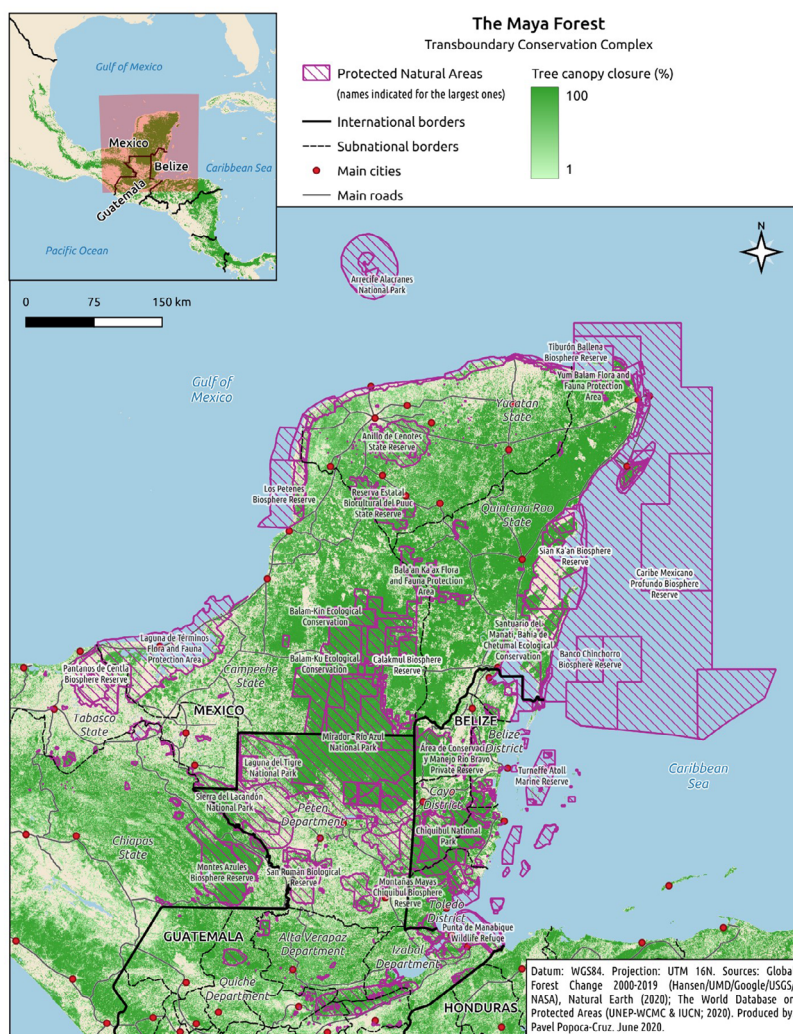 The Maya Forest
Transboundary Conservation Complex
Protected Natural Areas
(names indicated for the largest ones)
International borders
Subnational borders
Main cities
Main roads
Tree canopy closure (%)
100
1
Gulf of Mexico
Mexico
Belize
Guatemala
Caribbean Sea
Pacific Ocean
N
0 75 150 km
Arrecife Alacranes
National Park
Gulf of
Mexico
Tiburón Ballena
Biosphere Reserve
Yum Balam Flora and
Fauna Protection
Area
Yucatan
State
Anillo de Cenotes
State Reserve
Los Petenes
Biosphere Reserve
Reserva Estatal
Biocultural del Puuc
State Reserve
Quintana Roo
State
Sian Ka'an Biosphere
Reserve
Caribe Mexicano
Profundo Biosphere
Reserve
Bala'an Ka'ax Flora
and Fauna Protection
Area
Balam-Kin Ecological
Conservation
Santuario del
Manatí, Bahía de
Chetumal Ecological
Conservation
Laguna de Términos
Flora and Fauna
Protection Area
Balam-Ku Ecological
Conservation
Calakmul Biosphere
Reserve
Banco Chinchorro
Biosphere Reserve
Pantanos de Centla
Biosphere Reserve
Campeche
State
Tabasco
State
MEXICO
BELIZE
Belize
District
Mirador - Río Azul
National Park
Área de Conservac
y Manejo Río Bravo
Private Reserve
Laguna del Tigre
National Park
Turneffe Atoll
Marine Reserve
Caribbean
Sea
Sierra del Lacandón
National Park
Cayo
District
Petén
Department
Chiapas
State
Chiquibul National
Park
Montes Azules
Biosphere Reserve
San Román Biological
Reserve
Montañas Mayas
Chiquibul Biosphere
Reserve
Toledo
District
Punta de Manabique
Wildlife Refuge
GUATEMALA
Alta Verapaz
Department
Izabal
Department
Quiche
Department
HONDURAS
Datum: WGS84. Projection: UTM 16N. Sources: Global
Forest Change 2000-2019 (Hansen/UMD/Google/USGS/
NASA), Natural Earth (2020); The World Database on
Protected Areas (UNEP-WCMC & IUCN; 2020). Produced by
Pavel Popoca-Cruz. June 2020.